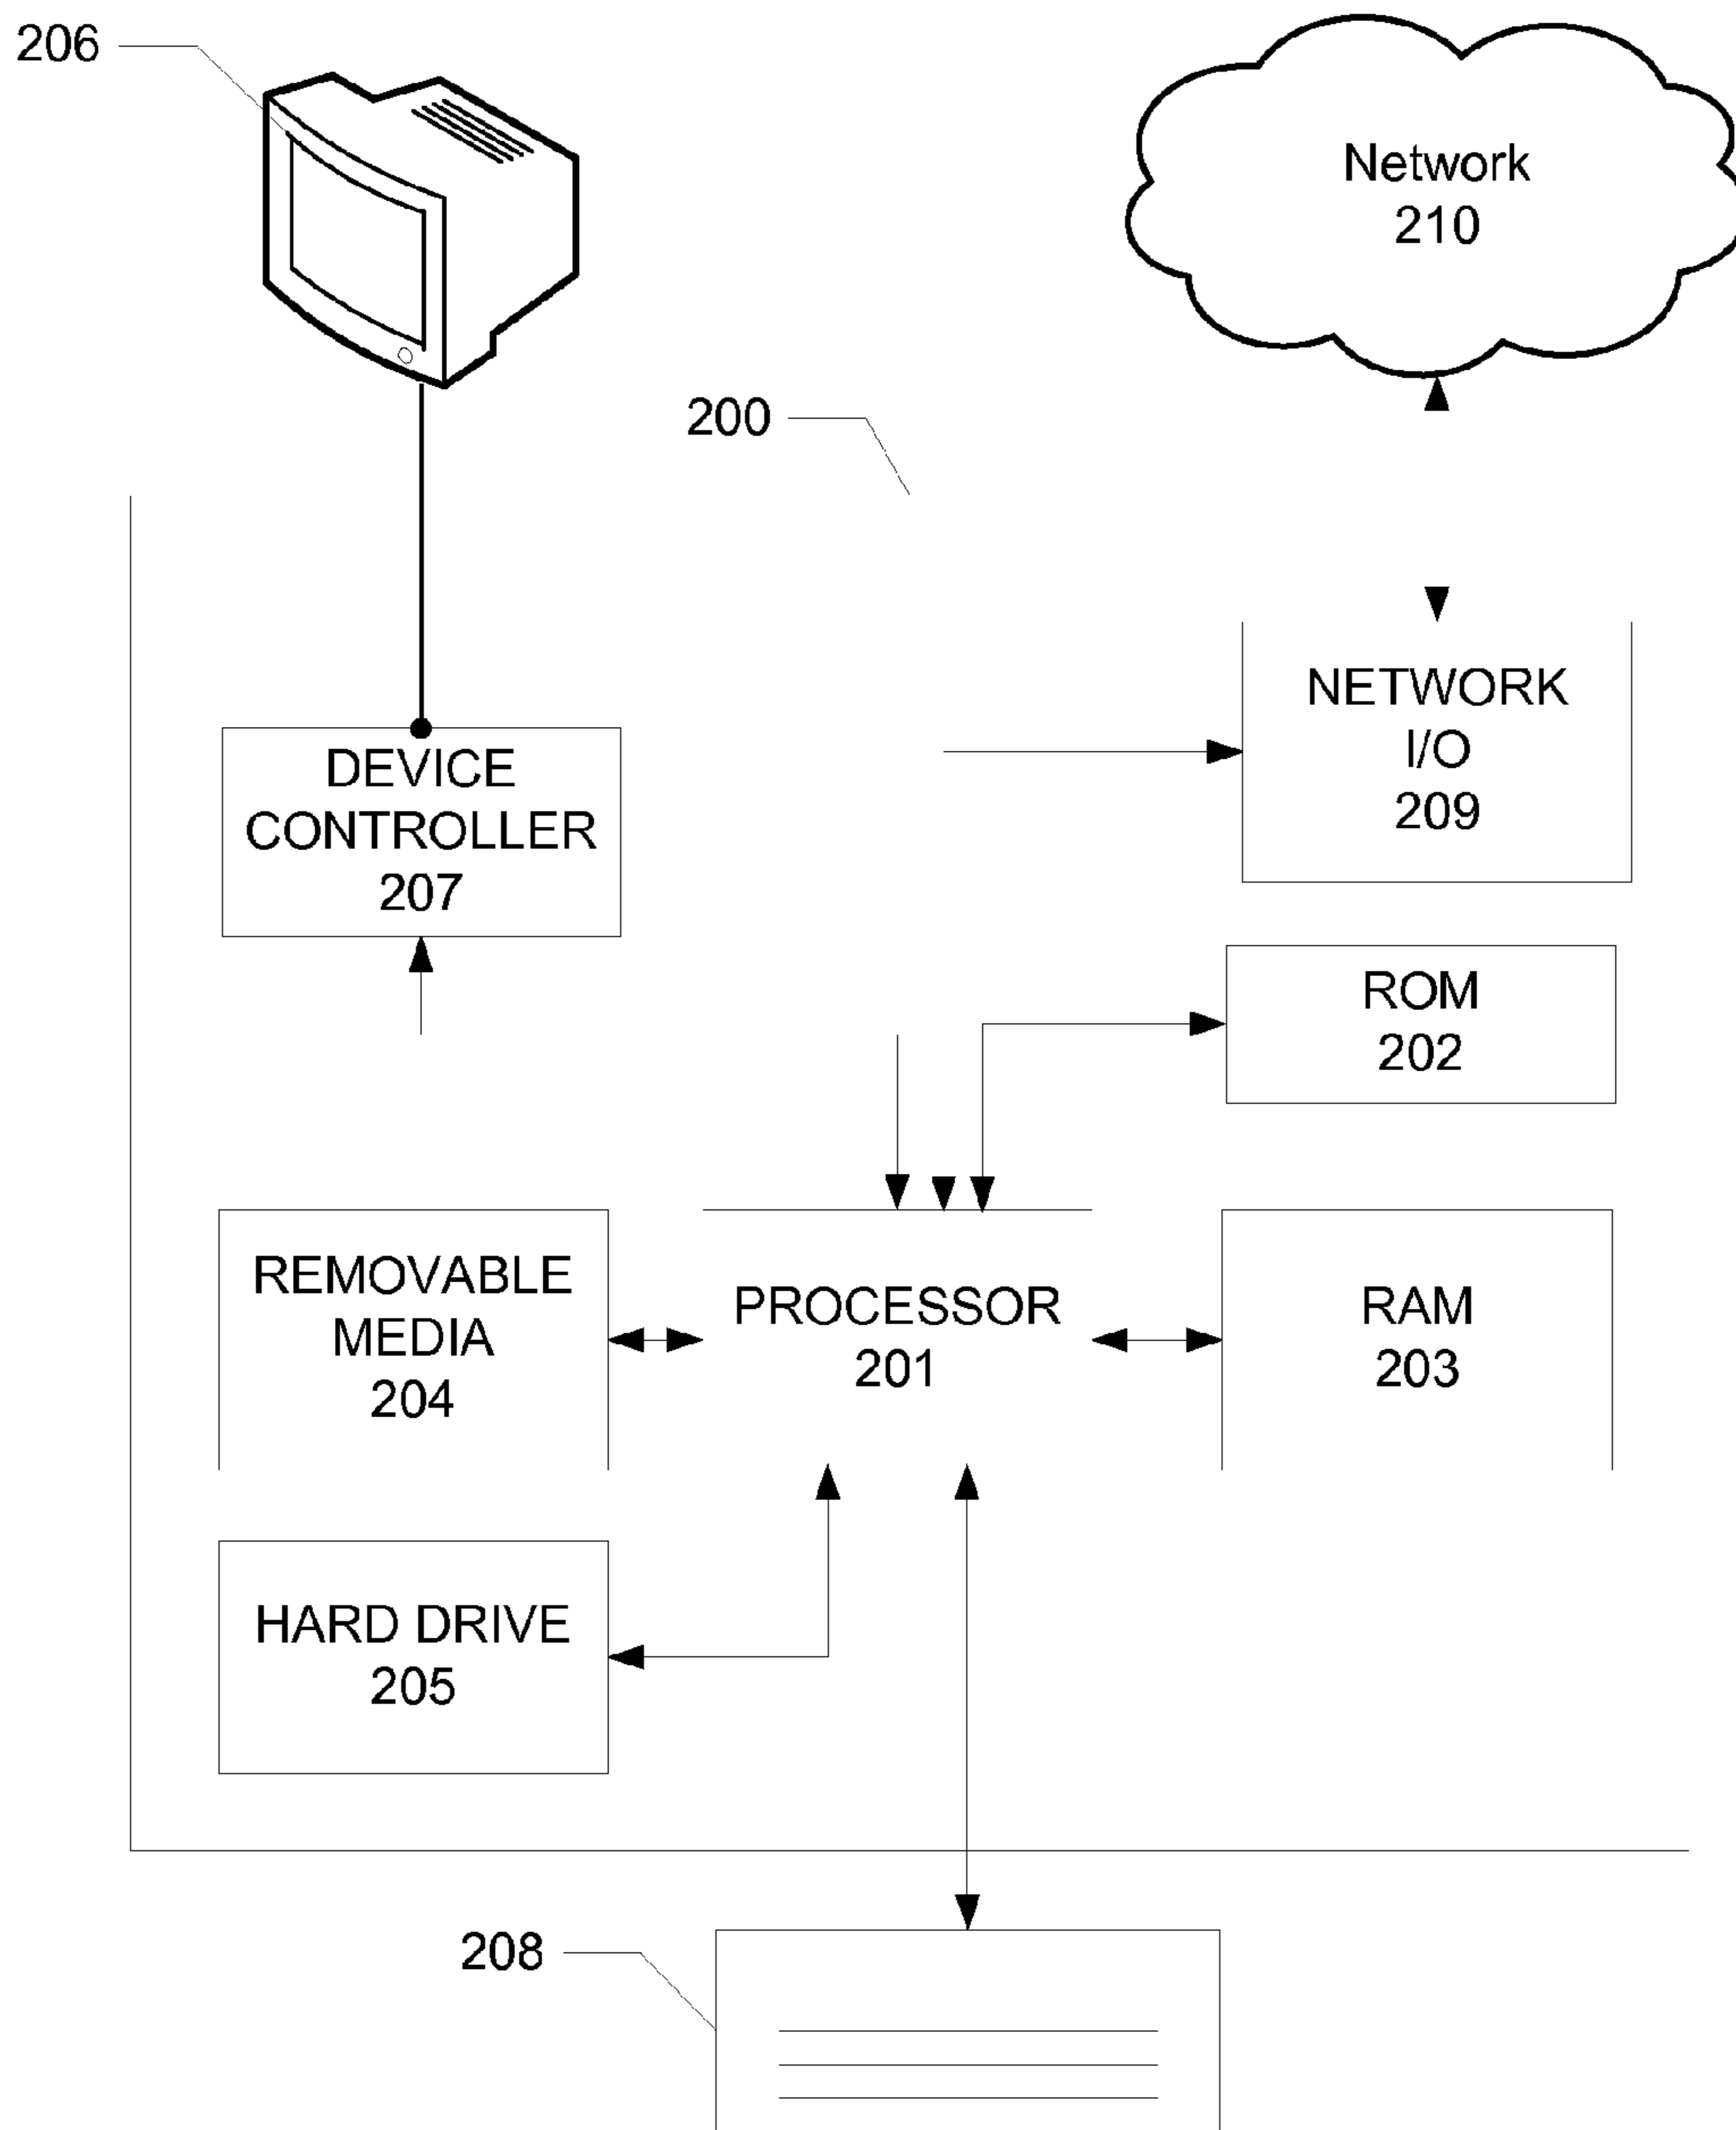 206
Network
210
200
NETWORK
I/O
209
DEVICE
CONTROLLER
207
ROM
202
REMOVABLE
MEDIA
204
PROCESSOR
201
RAM
203
HARD DRIVE
205
208